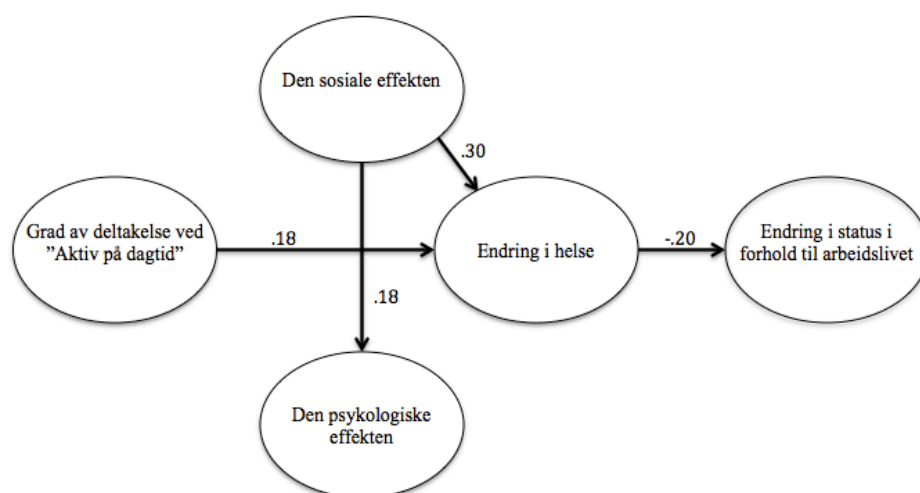 Den sosiale effekten
.30
Grad av deltakelse ved
”Aktiv på dagtid”
.18
Endring i helse
-.20
Endring i status i
forhold til arbeidslivet
.18
Den psykologiske
effekten